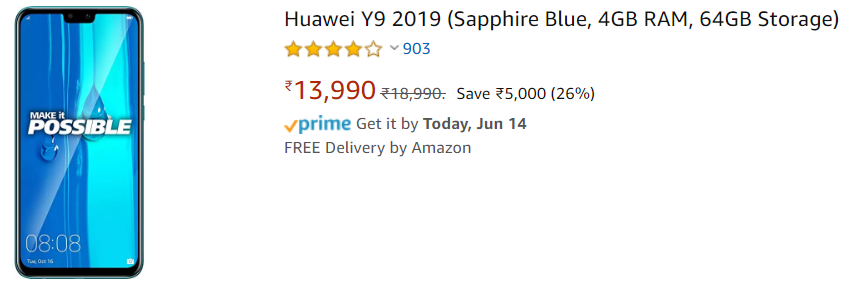 Huawei Y9 2019 (Sapphire Blue, 4GB RAM, 64GB Storage)
903
₹13,990 ₹18,990. Save ₹5,000 (26%)
prime Get it by Today, Jun 14
FREE Delivery by Amazon
MAKE it
POSSIBLE
08:08
Tue, Oct 16